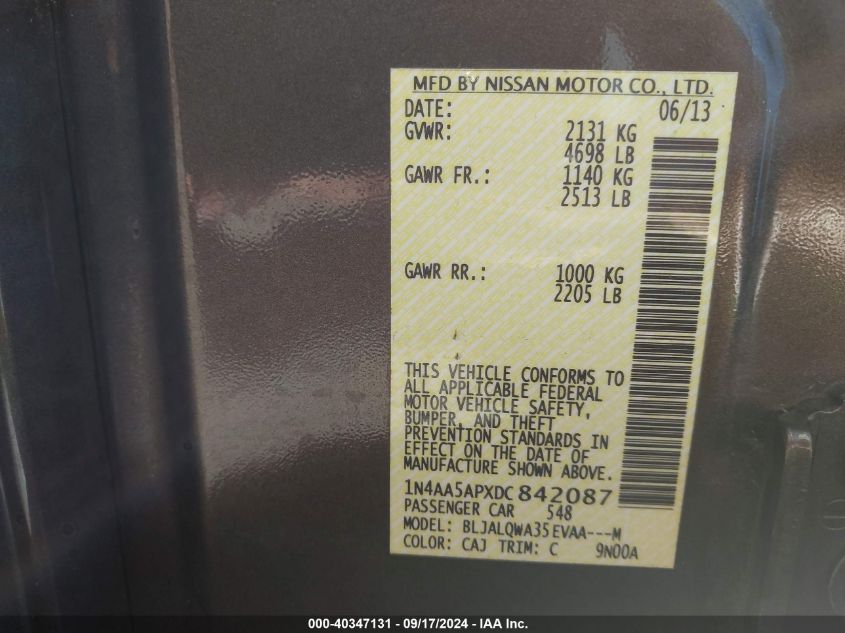 MFD BY NISSAN MOTOR CO., LTD.
DATE: 06/13
GVWR: 2131 KG
4698 LB
GAWR FR.: 1140 KG
2513 LB
GAWR RR.: 1000 KG
2205 LB
THIS VEHICLE CONFORMS TO
ALL APPLICABLE FEDERAL
MOTOR VEHICLE SAFETY,
BUMPER, AND THEFT
PREVENTION STANDARDS IN
EFFECT ON THE DATE OF
MANUFACTURE SHOWN ABOVE.
1N4AA5APXDC842087
PASSENGER CAR 548
MODEL: BLJALQWA35EVAA---M
COLOR: CAJ TRIM: C 9N00A
000-40347131 - 09/17/2024 - IAA Inc.